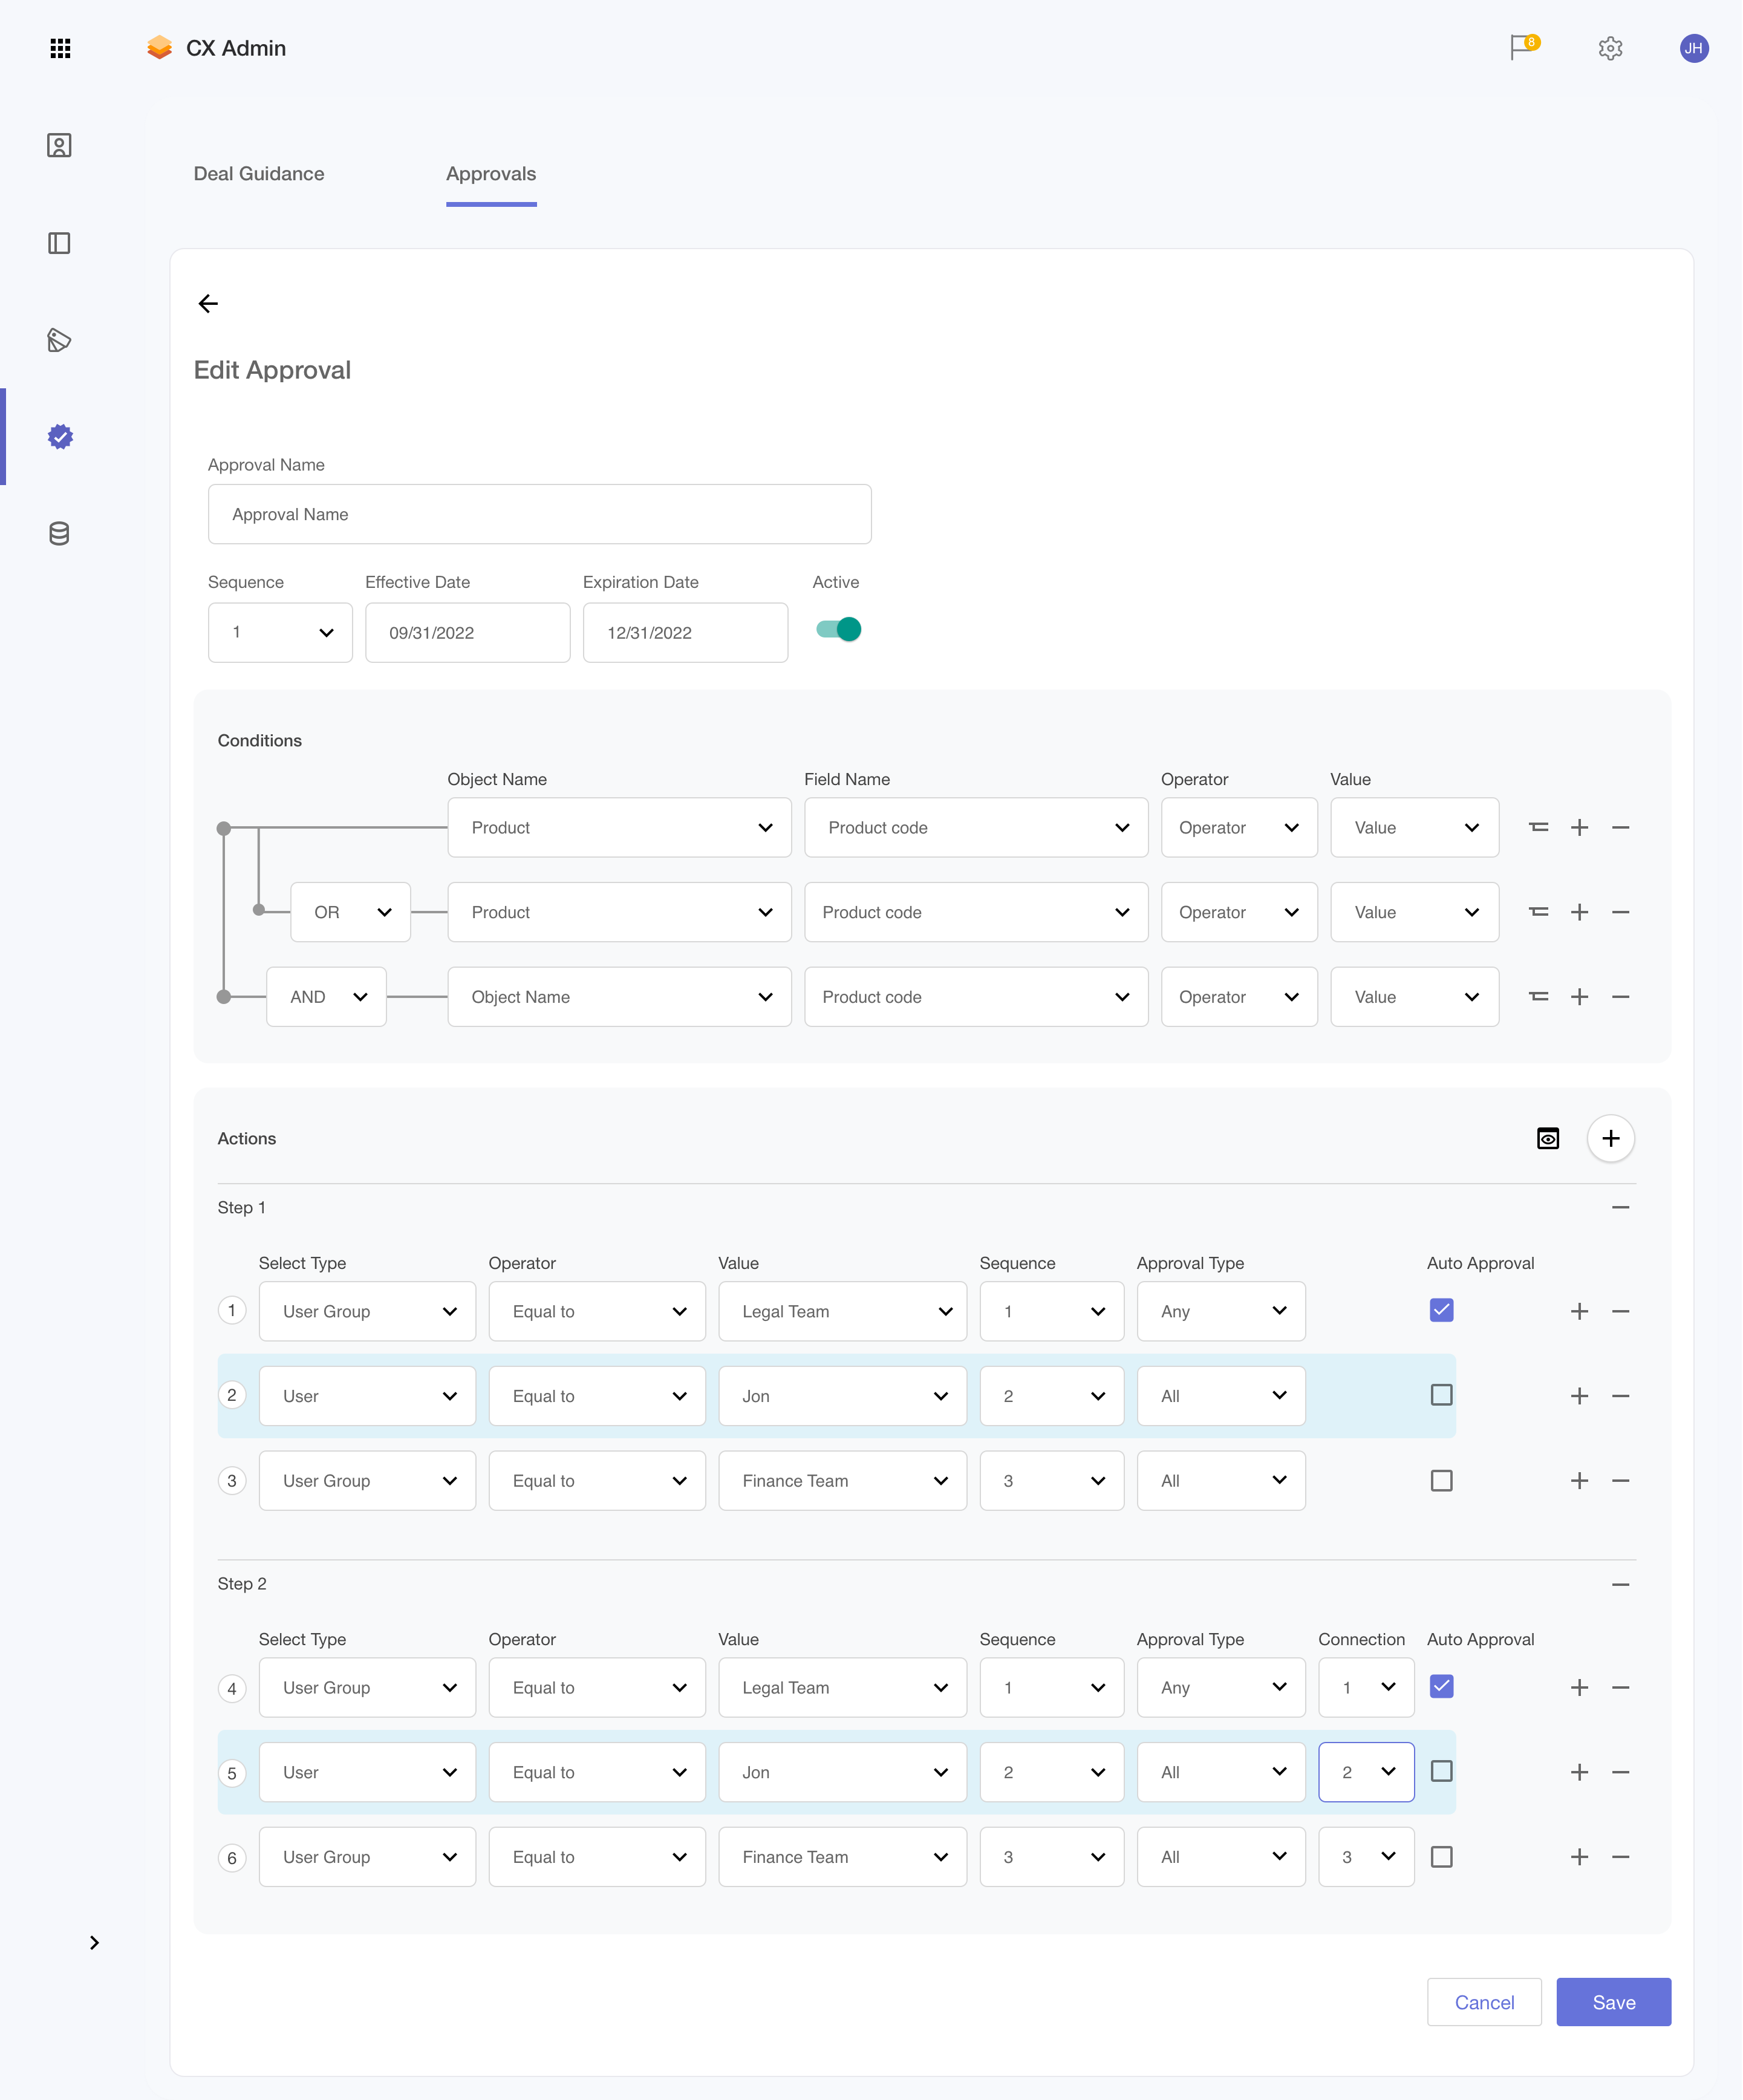 CX Admin 8 JH
Deal Guidance Approvals
Edit Approval
Approval Name
Approval Name
Sequence Effective Date Expiration Date Active
1 09/31/2022 12/31/2022
Conditions
Object Name Field Name Operator Value
Product Product code Operator Value
OR Product Product code Operator Value
AND Object Name Product code Operator Value
Actions
Step 1
Select Type Operator Value Sequence Approval Type Auto Approval
1 User Group Equal to Legal Team 1 Any
2 User Equal to Jon 2 All
3 User Group Equal to Finance Team 3 All
Step 2
Select Type Operator Value Sequence Approval Type Connection Auto Approval
4 User Group Equal to Legal Team 1 Any 1
5 User Equal to Jon 2 All 2
6 User Group Equal to Finance Team 3 All 3
Cancel Save